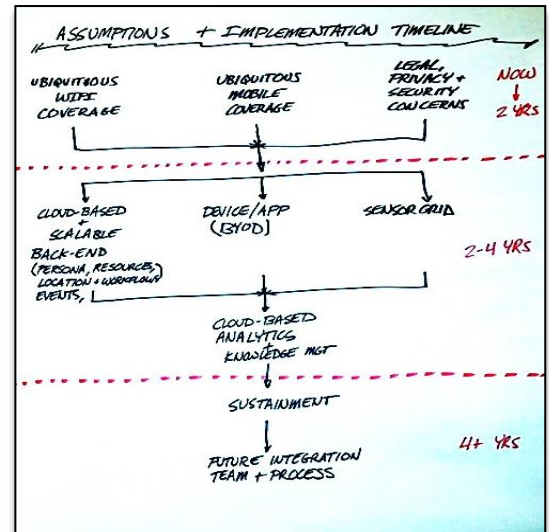 ASSUMPTIONS + IMPLEMENTATION TIMELINE
UBIQUITOUS
WIFI
COVERAGE
UBIQUITOUS
MOBILE
COVERAGE
LEGAL,
PRIVACY +
SECURITY
CONCERNS
NOW
2 YRS
CLOUD-BASED
+
SCALABLE
BACK-END
(PERSONA, RESOURCES,
LOCATION + WORKFLOWS
EVENTS,
DEVICE/APP
(BYOD)
SENSOR GRID
2-4 YRS
CLOUD-BASED
ANALYTICS
+
KNOWLEDGE MGT
SUSTAINMENT
FUTURE INTEGRATION
TEAM + PROCESS
4+ YRS